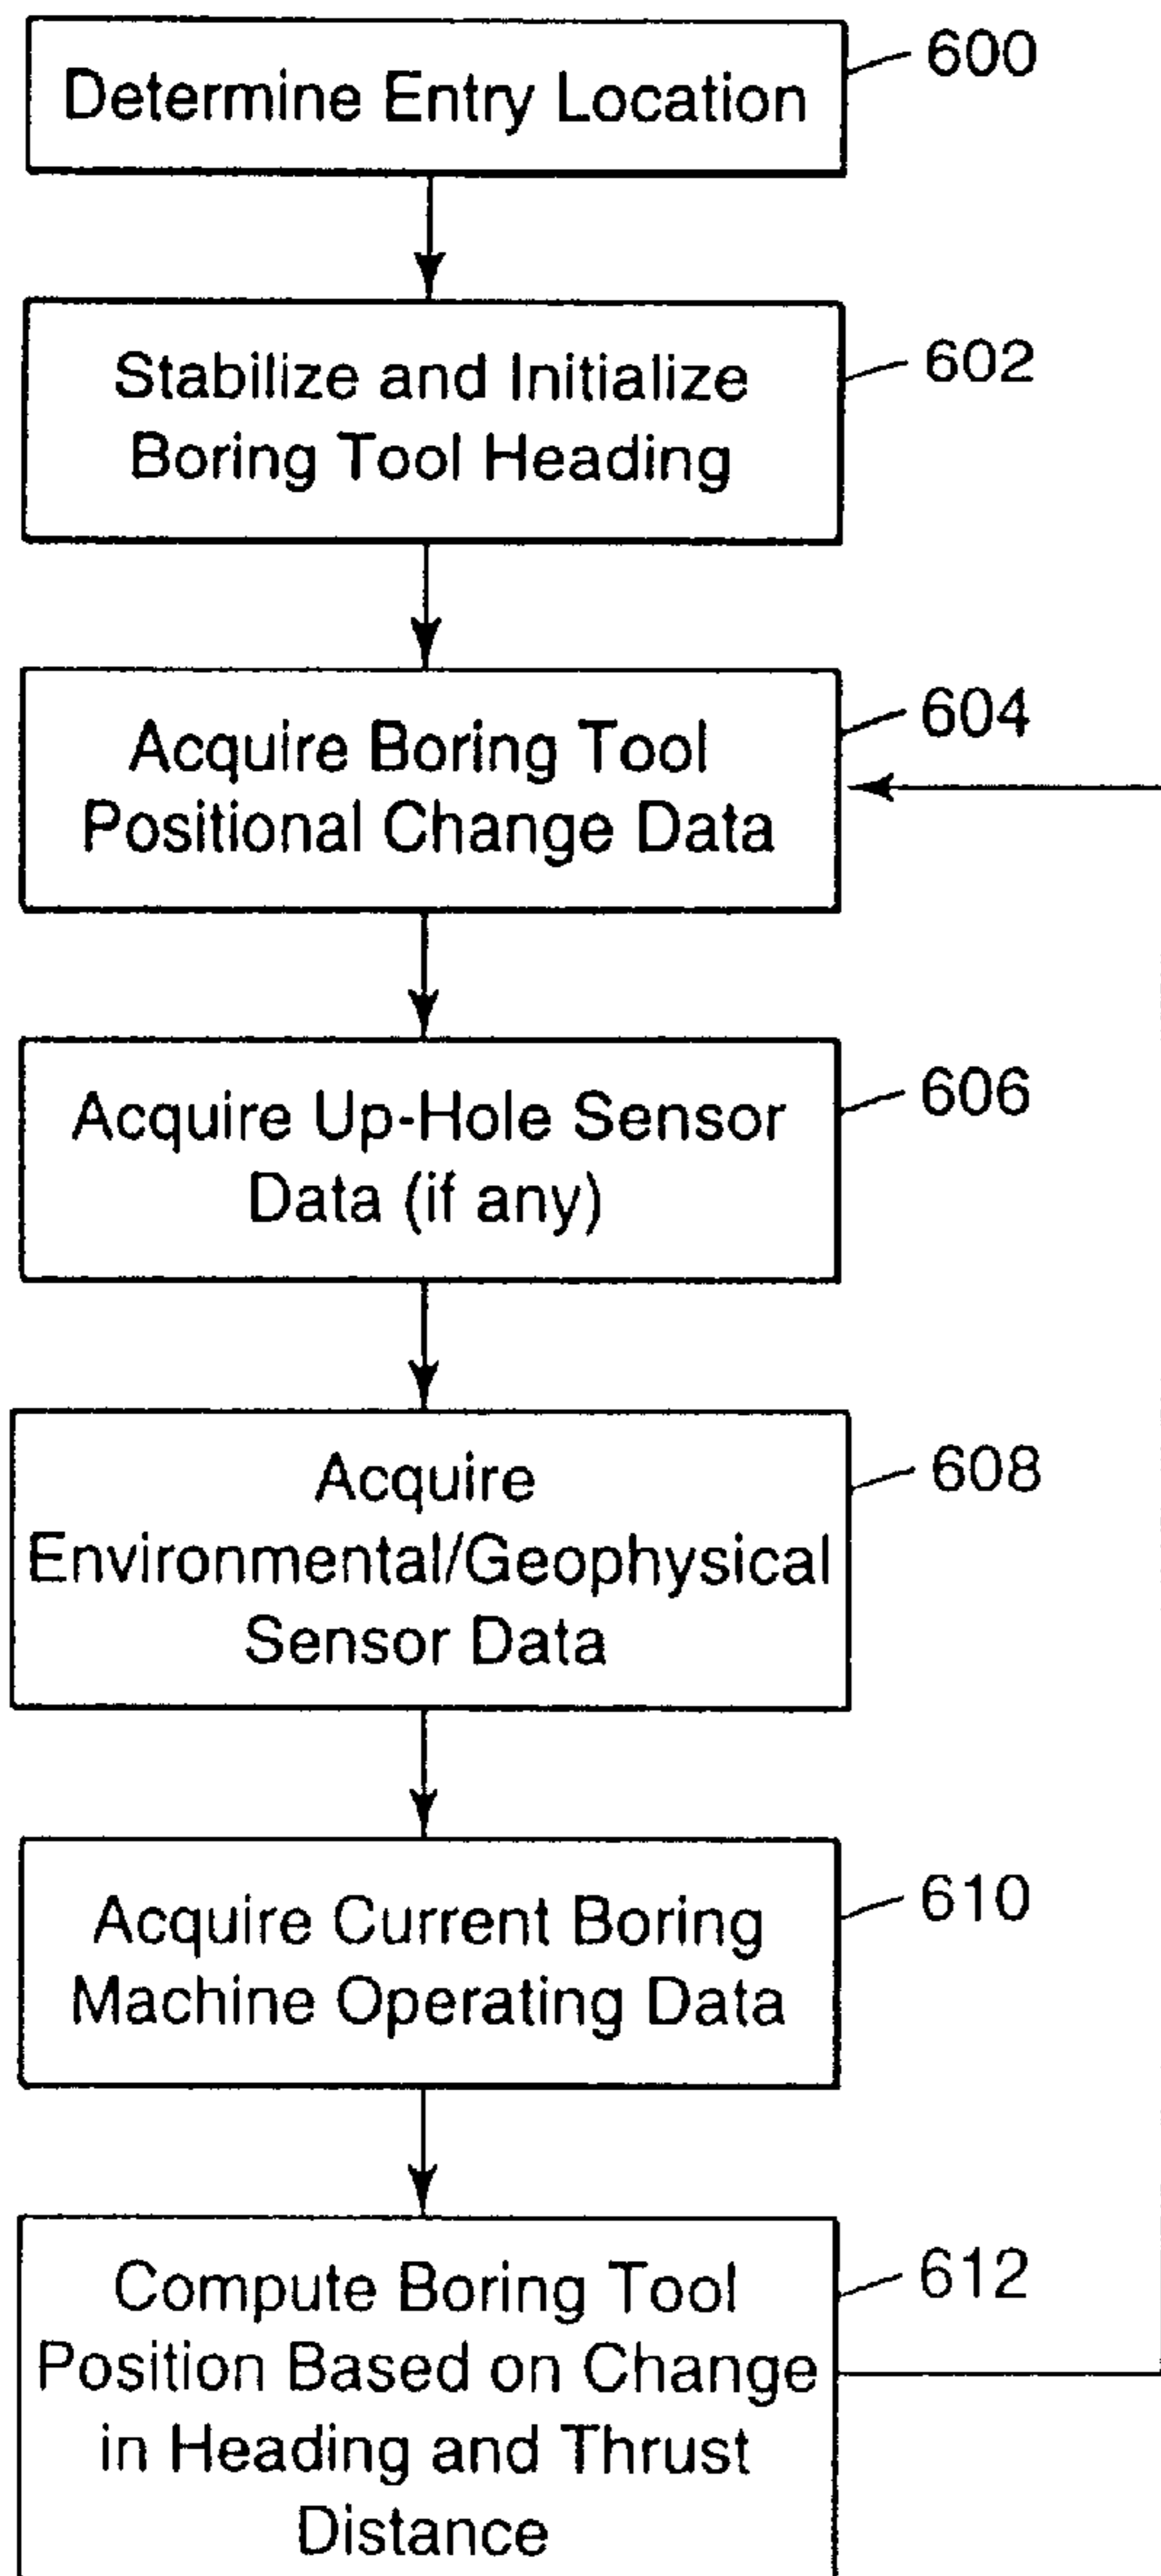 Determine Entry Location
600
Stabilize and Initialize
Boring Tool Heading
602
Acquire Boring Tool
Positional Change Data
604
Acquire Up-Hole Sensor
Data (if any)
606
Acquire
Environmental/Geophysical
Sensor Data
608
Acquire Current Boring
Machine Operating Data
610
Compute Boring Tool
Position Based on Change
in Heading and Thrust
Distance
612